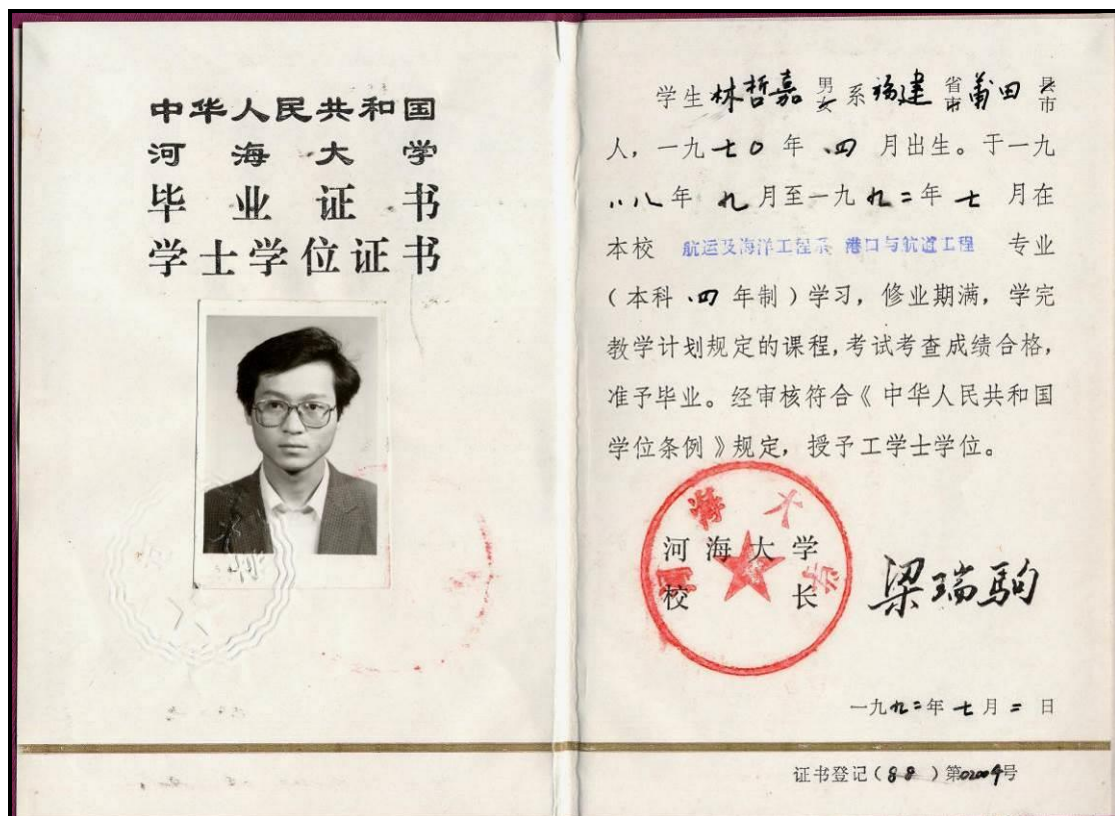 中华人民共和国
河海大学
毕业证书
学士学位证书
学生林哲嘉 男女 系福建 省市 莆田 县市
人，一九七〇年 四 月出生。于一九
八八年 九 月至一九九二年 七 月在
本校 航运及海洋工程系 港口与航道工程 专业
（本科 四 年制）学习，修业期满，学完
教学计划规定的课程，考试考查成绩合格，
准予毕业。经审核符合《中华人民共和国
学位条例》规定，授予工学士学位。
河海大学
河海大学
校长
梁瑞驹
一九九二年 七 月 二 日
证书登记（88）第02009号